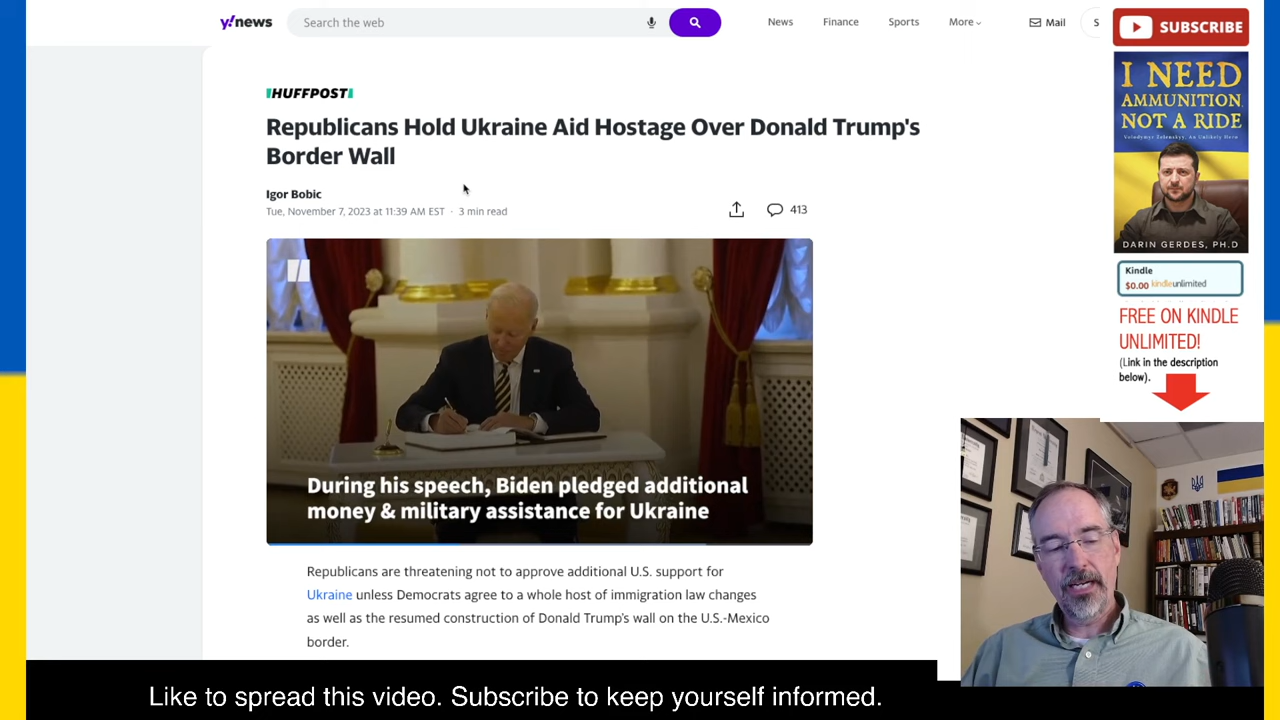 y!news
Search the web
News Finance Sports More Mail S
SUBSCRIBE
HUFFPOST
Republicans Hold Ukraine Aid Hostage Over Donald Trump's
Border Wall
Igor Bobic
Tue, November 7, 2023 at 11:39 AM EST · 3 min read
413
During his speech, Biden pledged additional
money & military assistance for Ukraine
Republicans are threatening not to approve additional U.S. support for
Ukraine unless Democrats agree to a whole host of immigration law changes
as well as the resumed construction of Donald Trump's wall on the U.S.-Mexico
border.
I NEED
AMMUNITION,
NOT A RIDE
Volodymyr Zelenskyy, An Unlikely Hero
DARIN GERDES, PH.D
Kindle
$0.00 kindleunlimited
FREE ON KINDLE
UNLIMITED!
(Link in the description
below).
Like to spread this video. Subscribe to keep yourself informed.